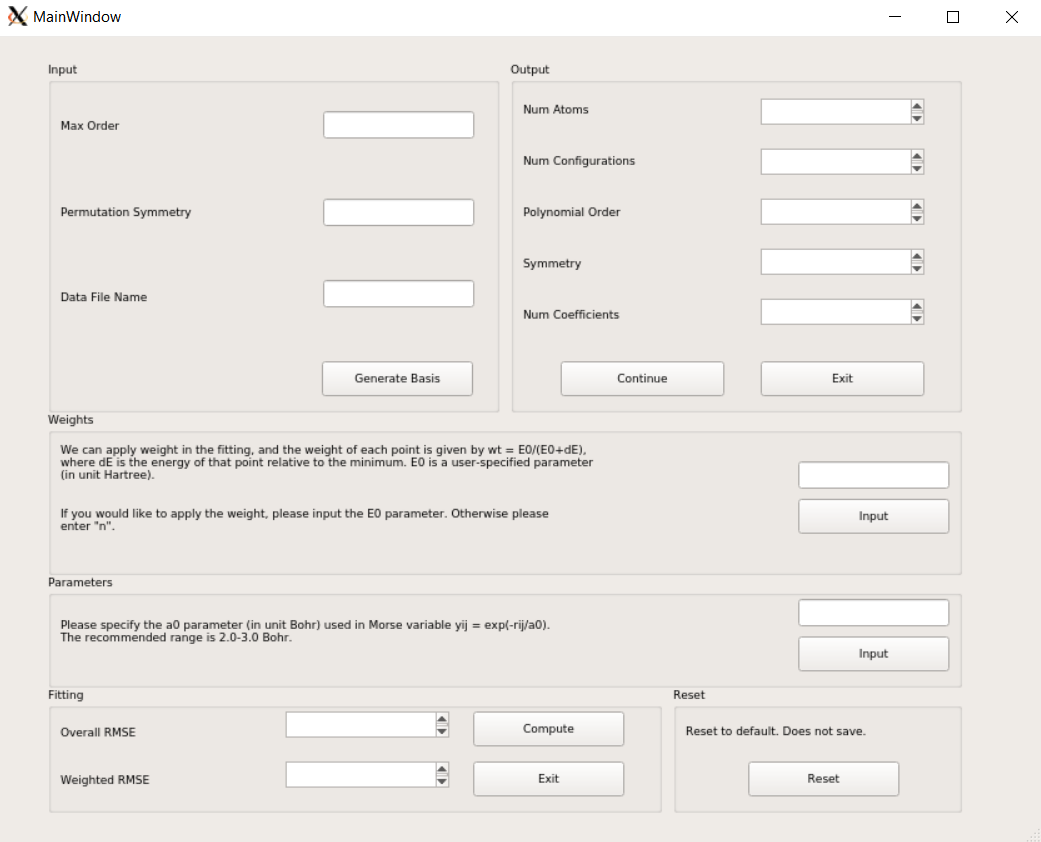 MainWindow
Input
Max Order
Permutation Symmetry
Data File Name
Generate Basis
Output
Num Atoms
Num Configurations
Polynomial Order
Symmetry
Num Coefficients
Continue
Exit
Weights
We can apply weight in the fitting, and the weight of each point is given by wt = E0/(E0+dE),
where dE is the energy of that point relative to the minimum. E0 is a user-specified parameter
(in unit Hartree).
If you would like to apply the weight, please input the E0 parameter. Otherwise please
enter "n".
Input
Parameters
Please specify the a0 parameter (in unit Bohr) used in Morse variable yij = exp(-rij/a0).
The recommended range is 2.0-3.0 Bohr.
Input
Fitting
Overall RMSE
Compute
Weighted RMSE
Exit
Reset
Reset to default. Does not save.
Reset